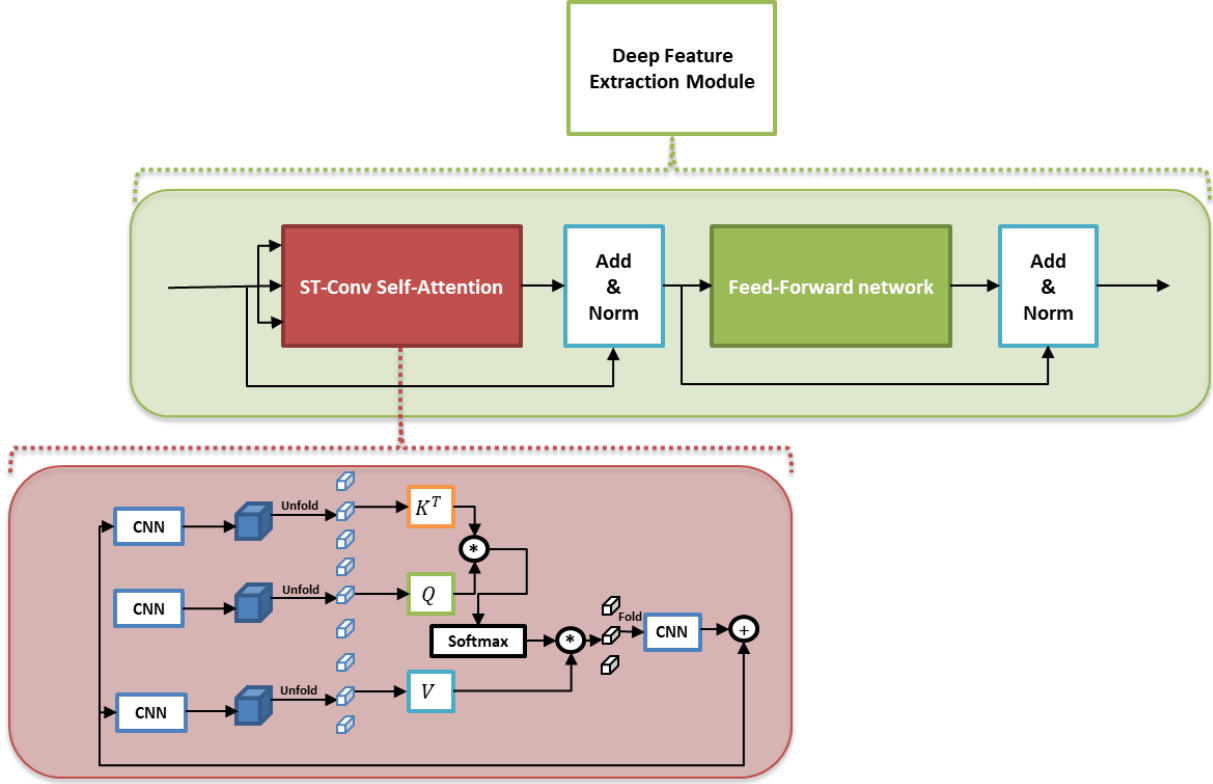 Deep Feature
Extraction Module
ST-Conv Self-Attention
Add
&
Norm
Feed-Forward network
Add
&
Norm
CNN
Unfold
K^T
*
CNN
Unfold
Q
Softmax
*
Fold
CNN
+
CNN
Unfold
V